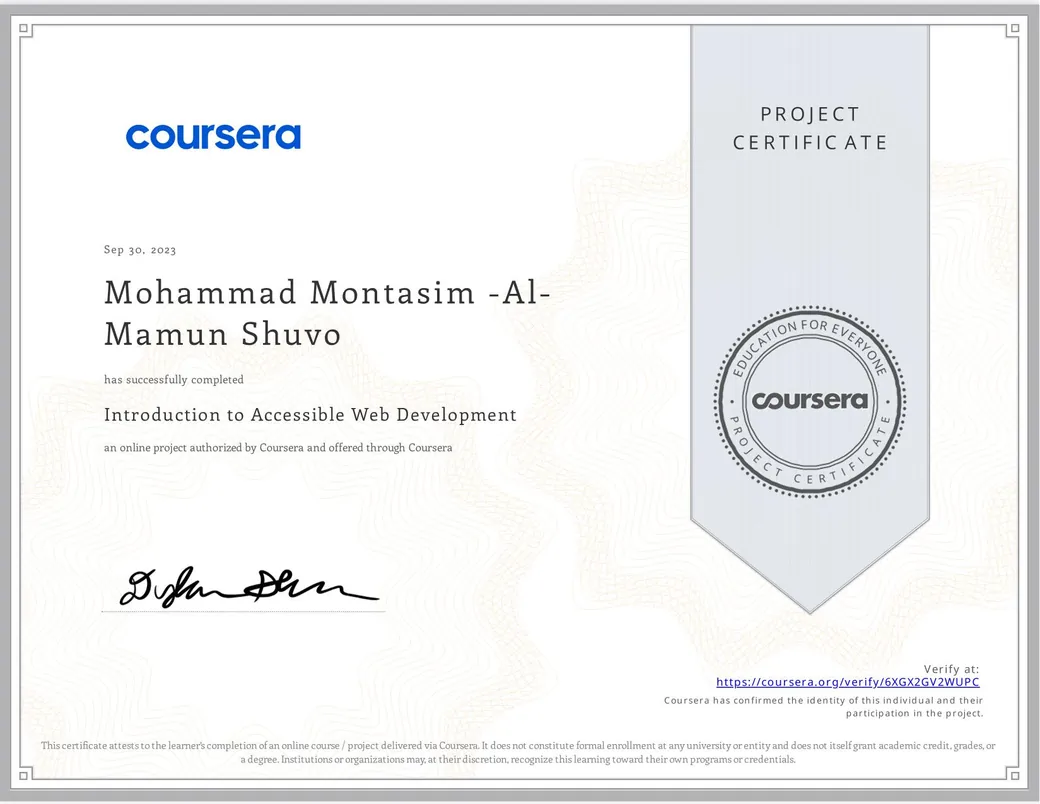 coursera
PROJECT
CERTIFICATE
Sep 30, 2023
Mohammad Montasim -Al-
Mamun Shuvo
has successfully completed
Introduction to Accessible Web Development
an online project authorized by Coursera and offered through Coursera
EDUCATION FOR EVERYONE
coursera
PROJECT CERTIFICATE
Verify at:
https://coursera.org/verify/6XGX2GV2WUPC
Coursera has confirmed the identity of this individual and their
participation in the project.
This certificate attests to the learner's completion of an online course / project delivered via Coursera. It does not constitute formal enrollment at any university or entity and does not itself grant academic credit, grades, or
a degree. Institutions or organizations may, at their discretion, recognize this learning toward their own programs or credentials.